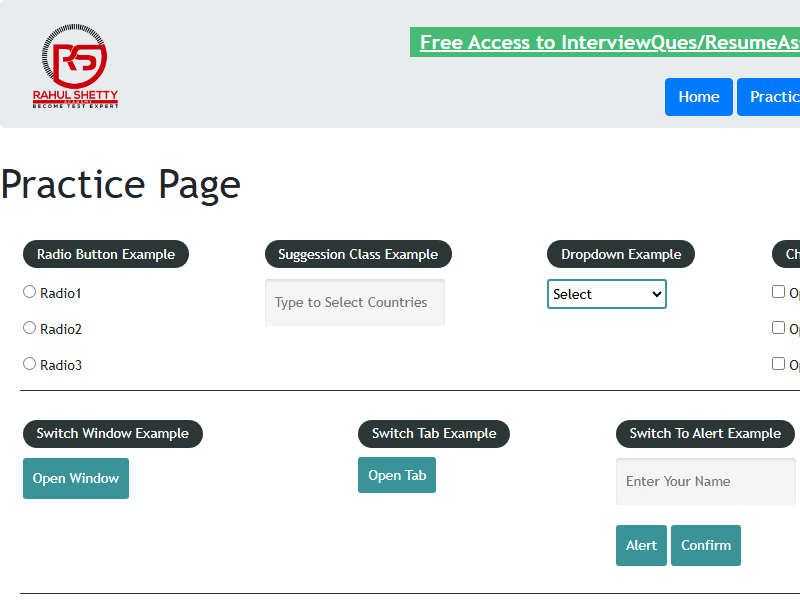 RAHUL SHETTY
ACADEMY
BECOME TEST EXPERT
Free Access to InterviewQues/ResumeAs
Home
Practic
Practice Page
Radio Button Example
Radio1
Radio2
Radio3
Suggession Class Example
Type to Select Countries
Dropdown Example
Select
Ch
Op
Op
Op
Switch Window Example
Open Window
Switch Tab Example
Open Tab
Switch To Alert Example
Enter Your Name
Alert
Confirm